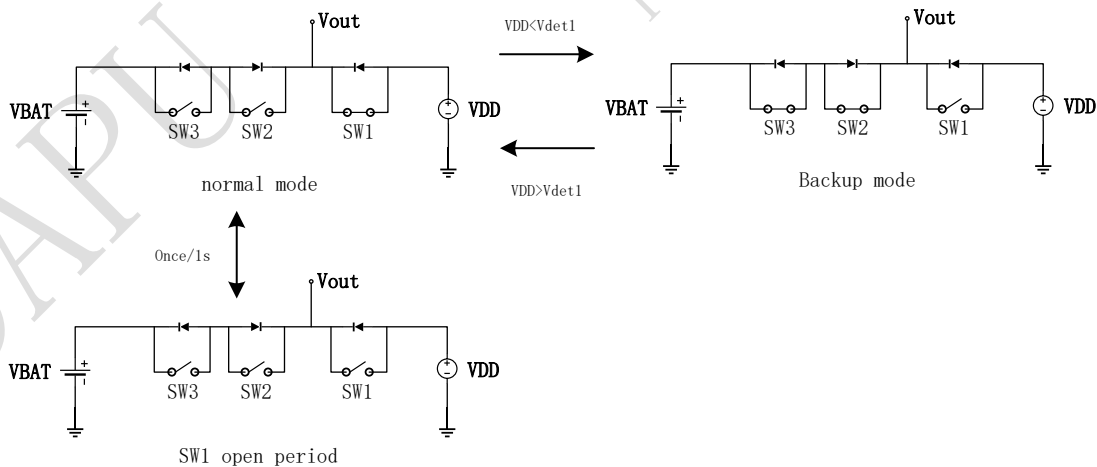 Vout
VDD<Vdet1
Vout
VBAT
+
-
SW3
SW2
SW1
+
-
VDD
VBAT
+
-
SW3
SW2
SW1
+
-
VDD
normal mode
VDD>Vdet1
Backup mode
Once/1s
Vout
VBAT
+
-
SW3
SW2
SW1
+
-
VDD
SW1 open period
DAPU